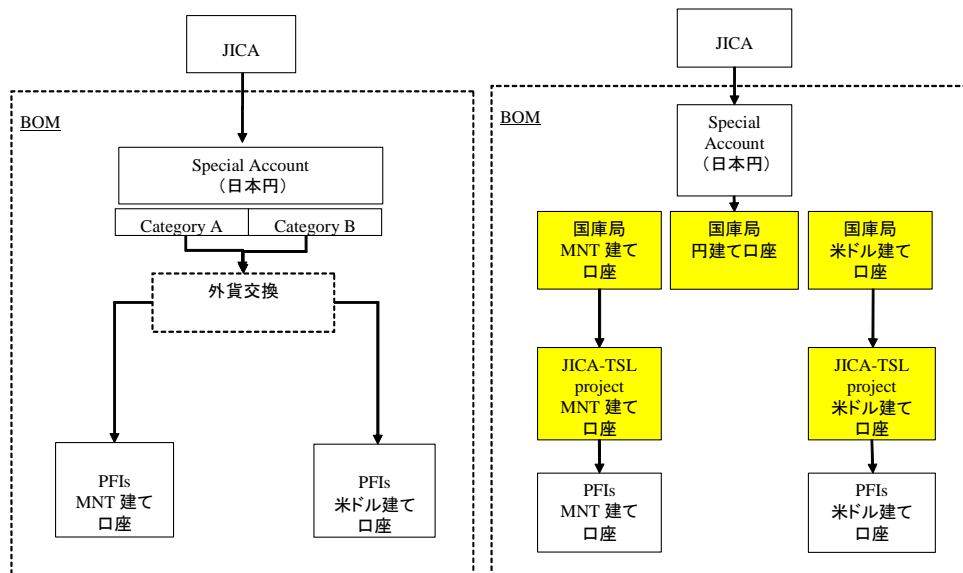 JICA
BOM
Special Account
（日本円）
Category A
Category B
外貨交換
PFIs
MNT 建て
口座
PFIs
米ドル建て
口座
JICA
BOM
Special
Account
（日本円）
国庫局
MNT 建て
口座
国庫局
円建て口座
国庫局
米ドル建て
口座
JICA-TSL
project
MNT 建て
口座
JICA-TSL
project
米ドル建て
口座
PFIs
MNT 建て
口座
PFIs
米ドル建て
口座